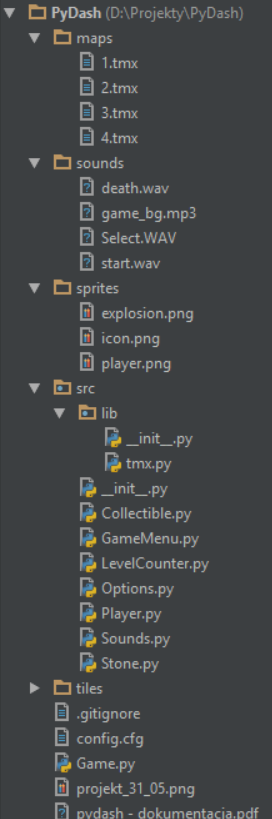 PyDash (D:\Projekty\PyDash)
maps
1.tmx
2.tmx
3.tmx
4.tmx
sounds
death.wav
game_bg.mp3
Select.WAV
start.wav
sprites
explosion.png
icon.png
player.png
src
lib
__init__.py
tmx.py
__init__.py
Collectible.py
GameMenu.py
LevelCounter.py
Options.py
Player.py
Sounds.py
Stone.py
tiles
.gitignore
config.cfg
Game.py
projekt_31_05.png
pydash - dokumentacja.pdf